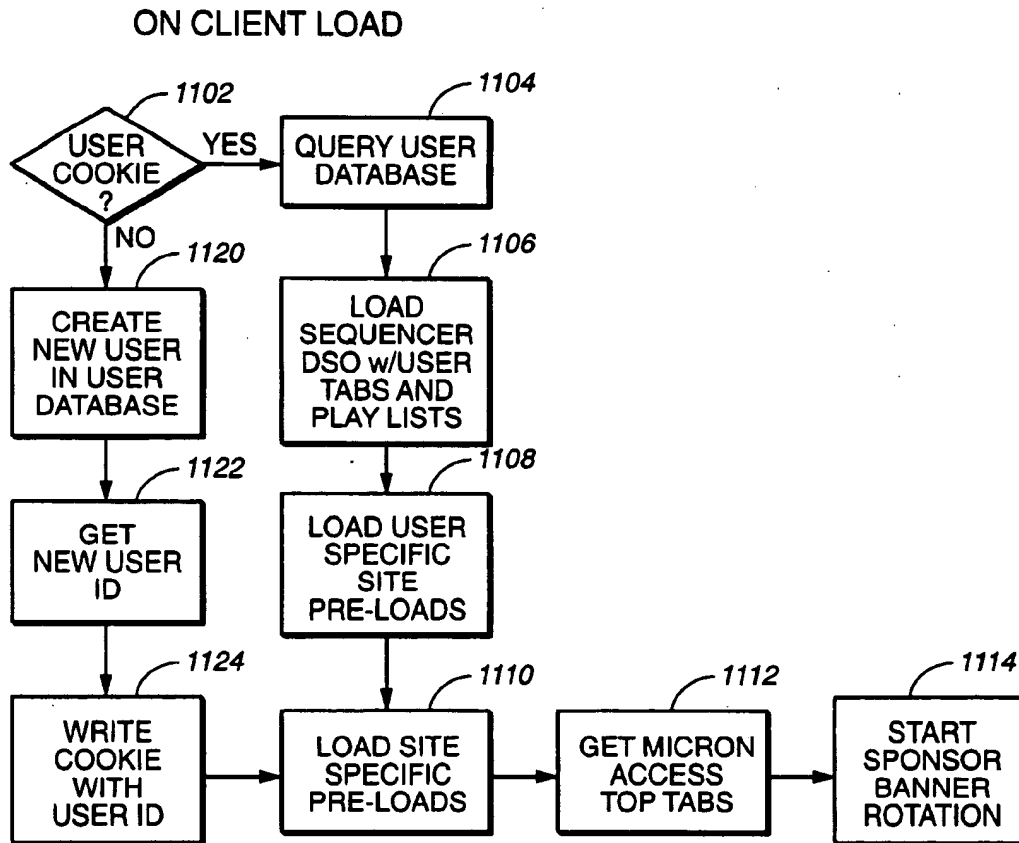 ON CLIENT LOAD
1102
USER
COOKIE
?
YES
NO
1104
QUERY USER
DATABASE
1120
CREATE
NEW USER
IN USER
DATABASE
1106
LOAD
SEQUENCER
DSO w/USER
TABS AND
PLAY LISTS
1122
GET
NEW USER
ID
1108
LOAD USER
SPECIFIC
SITE
PRE-LOADS
1124
WRITE
COOKIE
WITH
USER ID
1110
LOAD SITE
SPECIFIC
PRE-LOADS
1112
GET MICRON
ACCESS
TOP TABS
1114
START
SPONSOR
BANNER
ROTATION